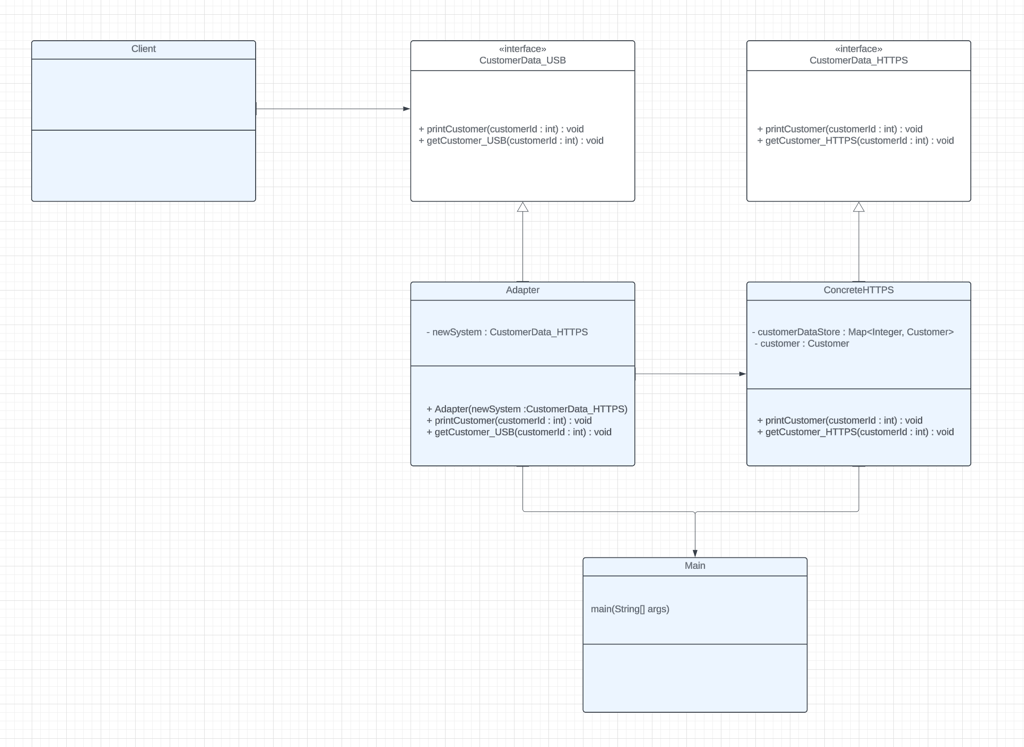 Client
«interface»
CustomerData_USB
+ printCustomer(customerId : int) : void
+ getCustomer_USB(customerId : int) : void
«interface»
CustomerData_HTTPS
+ printCustomer(customerId : int) : void
+ getCustomer_HTTPS(customerId : int) : void
Adapter
- newSystem : CustomerData_HTTPS
+ Adapter(newSystem :CustomerData_HTTPS)
+ printCustomer(customerId : int) : void
+ getCustomer_USB(customerId : int) : void
ConcreteHTTPS
- customerDataStore : Map<Integer, Customer>
- customer : Customer
+ printCustomer(customerId : int) : void
+ getCustomer_HTTPS(customerId : int) : void
Main
main(String[] args)